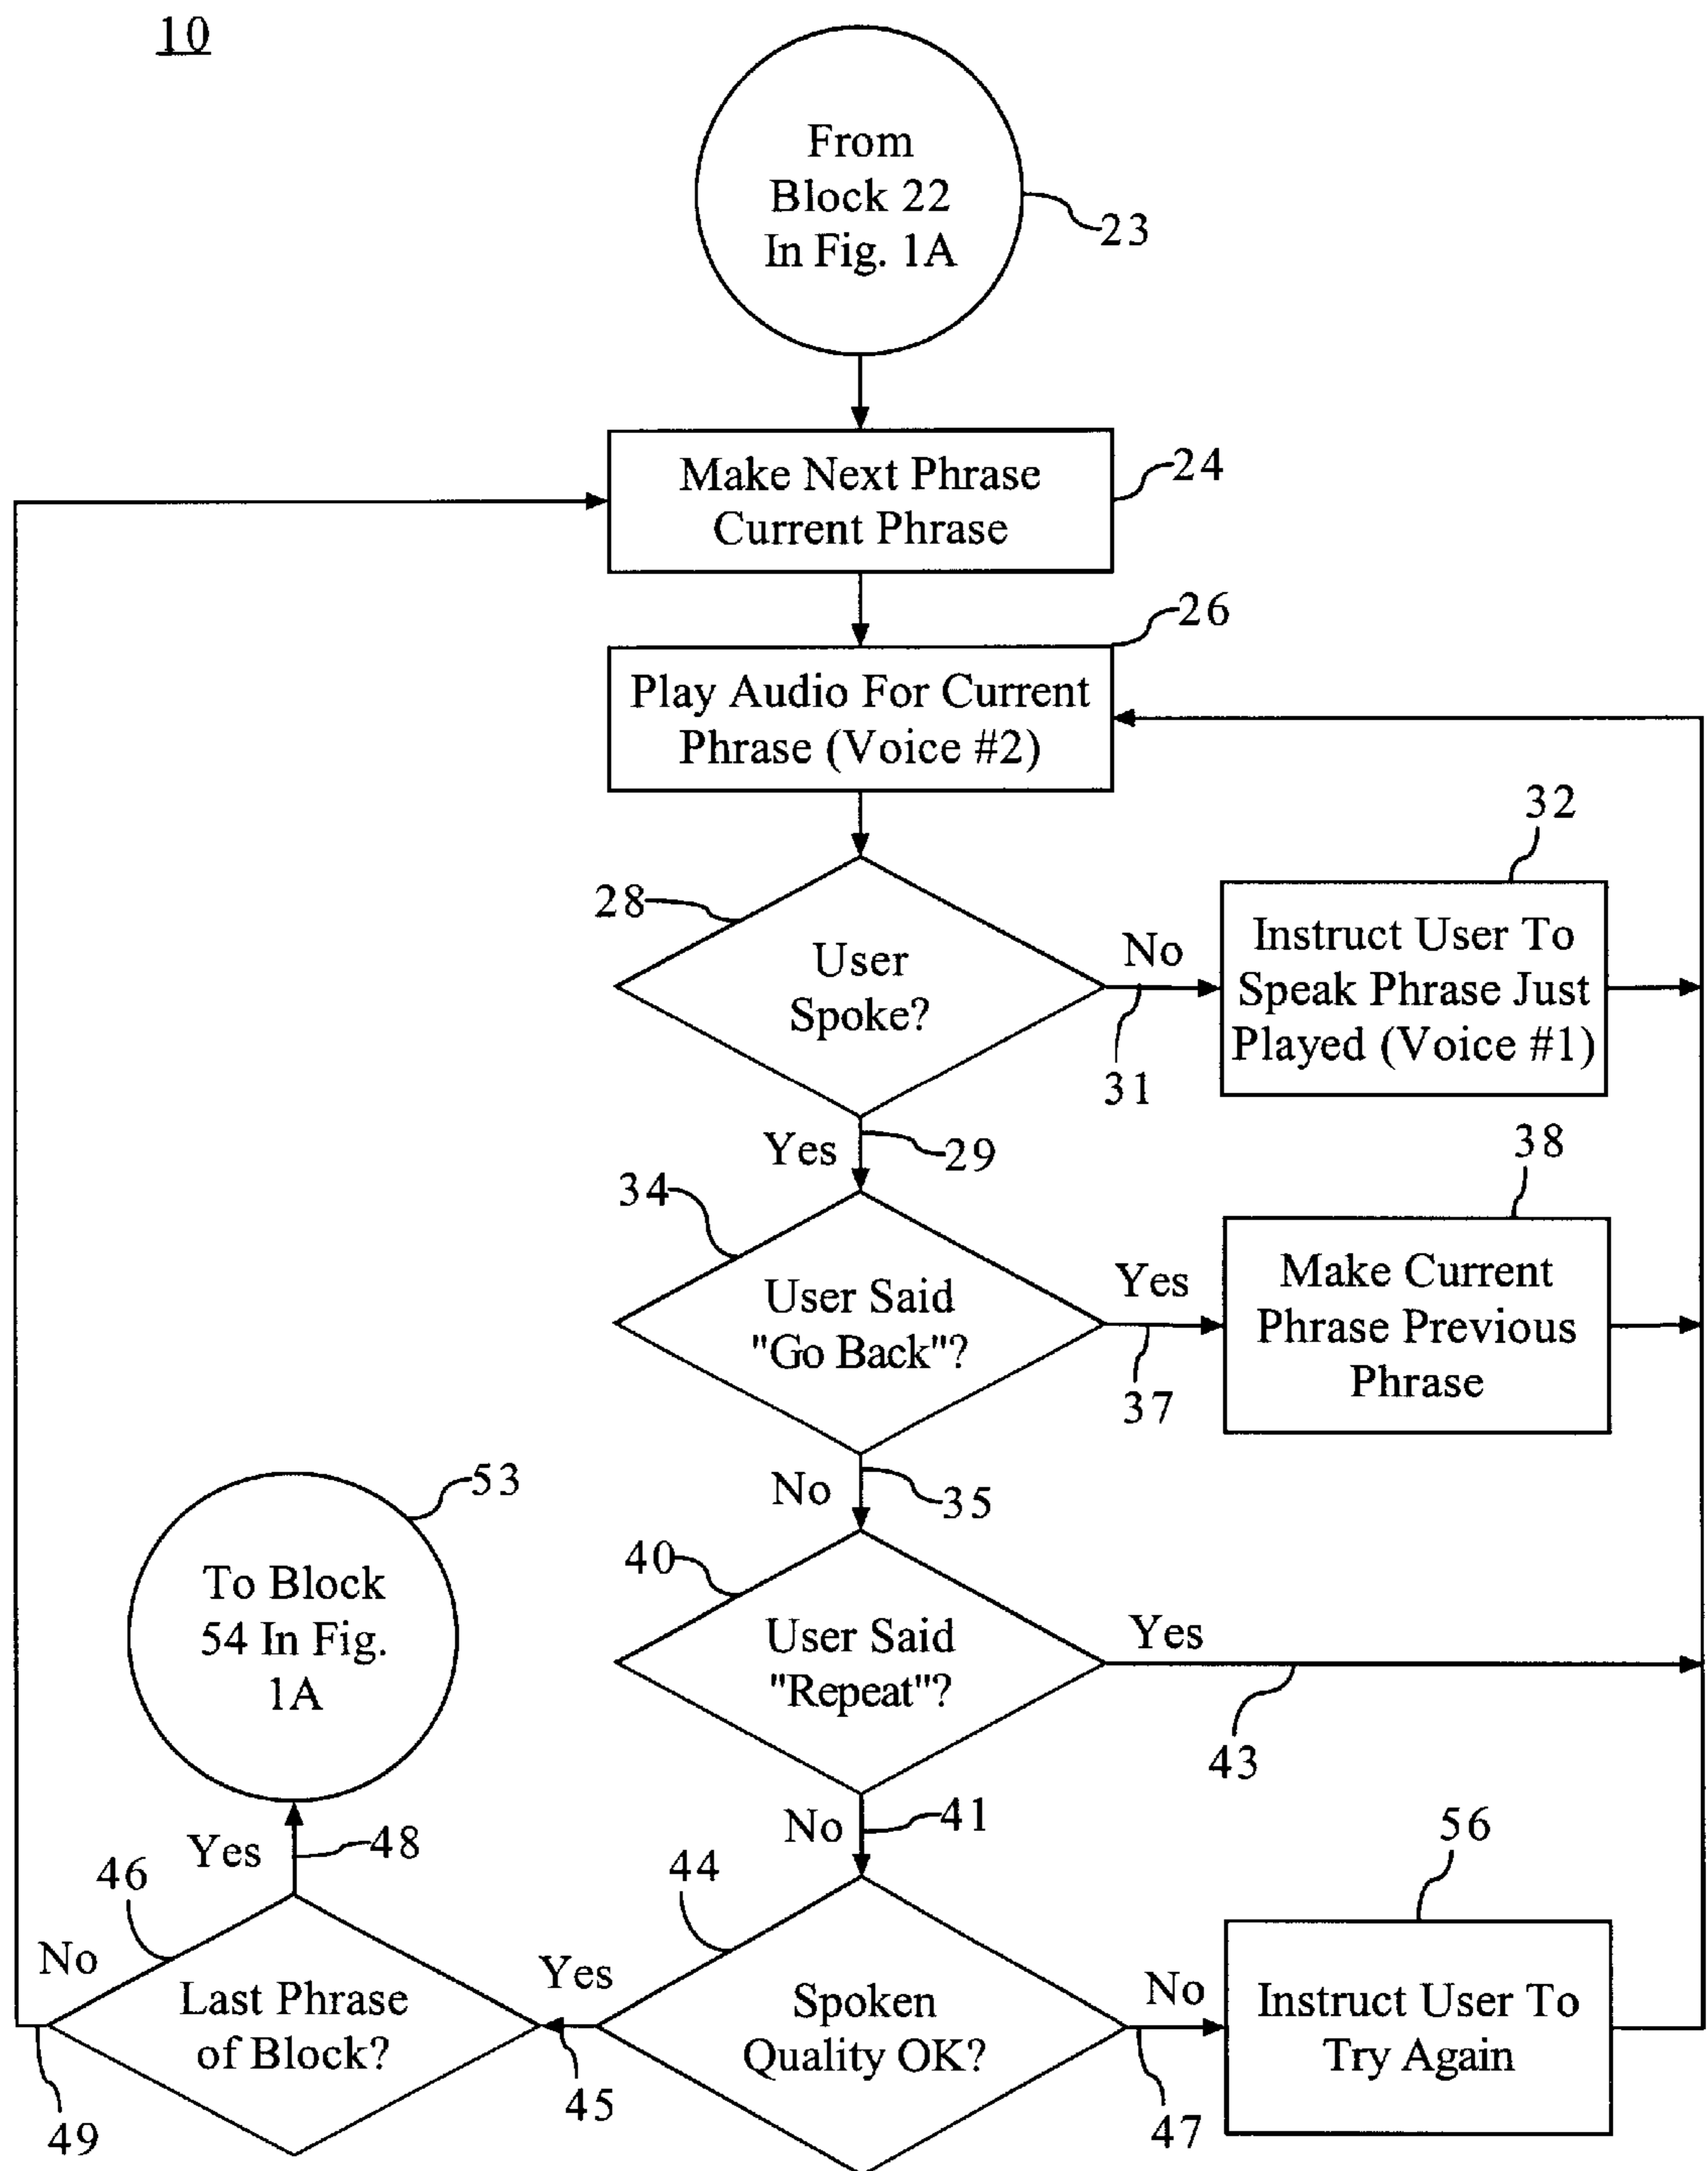 10
From
Block 22
In Fig. 1A
23
Make Next Phrase
Current Phrase
24
26
Play Audio For Current
Phrase (Voice #2)
28
User
Spoke?
No
31
32
Instruct User To
Speak Phrase Just
Played (Voice #1)
Yes
29
34
User Said
"Go Back"?
Yes
37
38
Make Current
Phrase Previous
Phrase
No
35
53
To Block
54 In Fig.
1A
40
User Said
"Repeat"?
Yes
43
No
41
Yes
48
46
No
Last Phrase
of Block?
49
44
Yes
45
Spoken
Quality OK?
No
47
56
Instruct User To
Try Again